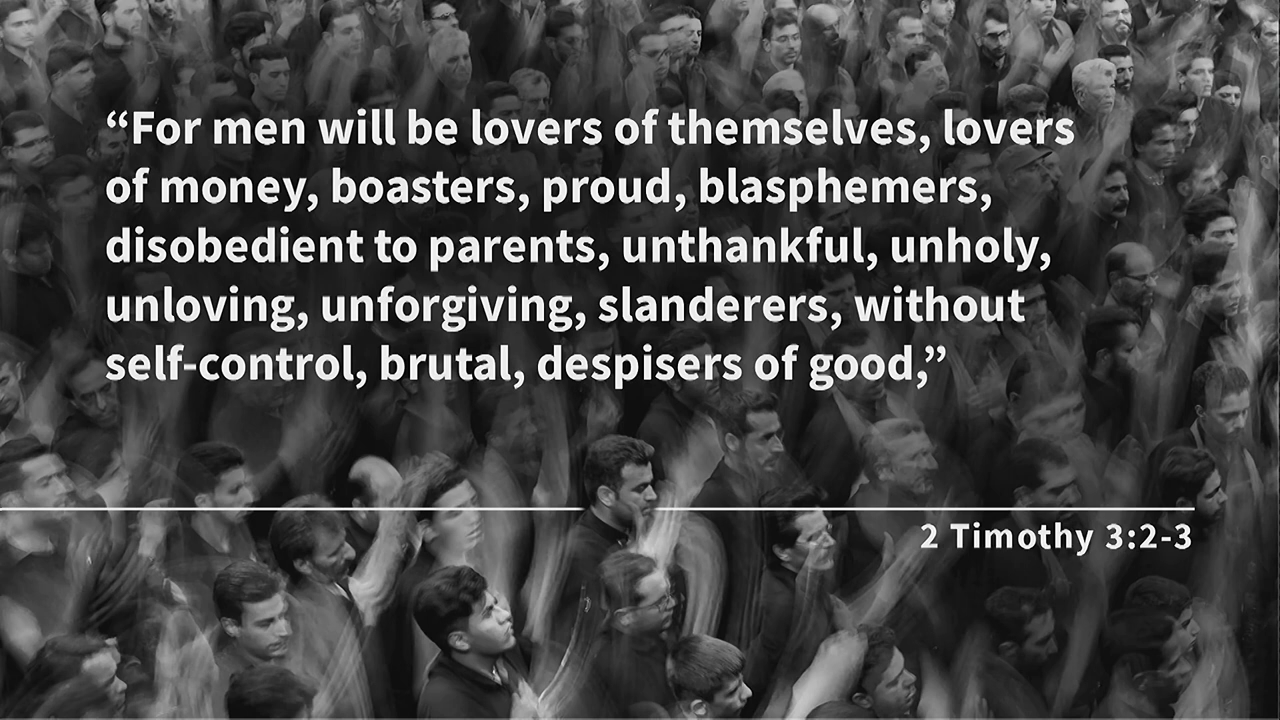 “For men will be lovers of themselves, lovers
of money, boasters, proud, blasphemers,
disobedient to parents, unthankful, unholy,
unloving, unforgiving, slanderers, without
self-control, brutal, despisers of good,”
2 Timothy 3:2-3